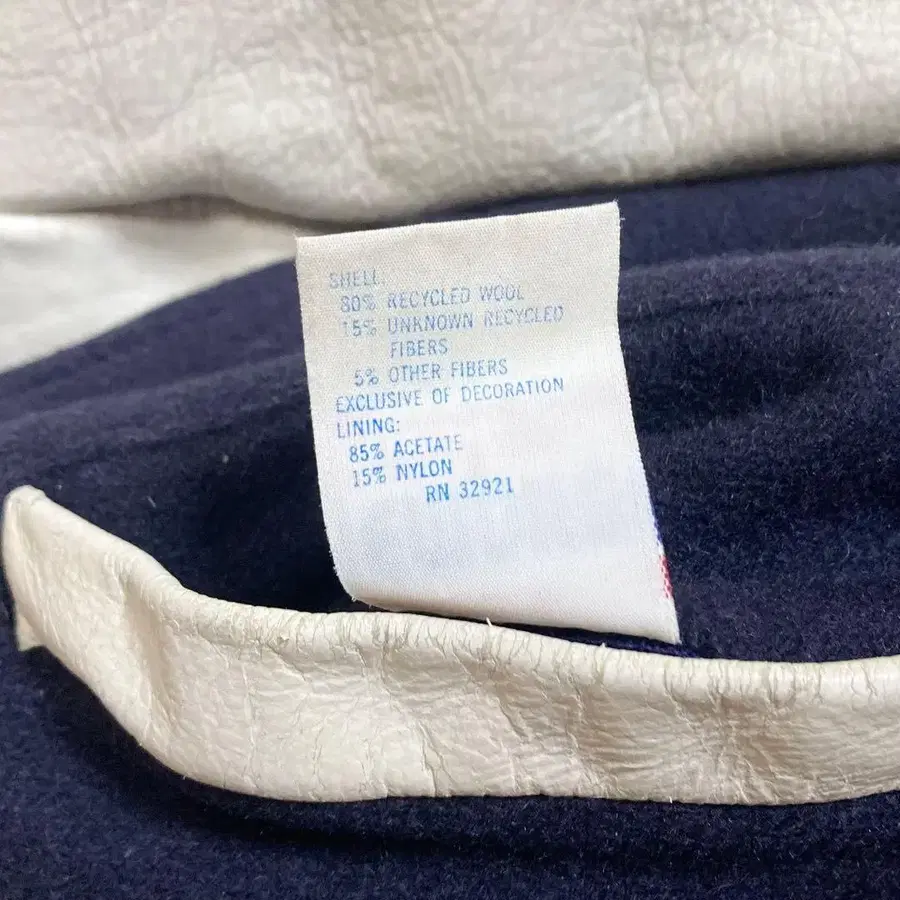 SHELL:
80% RECYCLED WOOL
15% UNKNOWN RECYCLED
FIBERS
5% OTHER FIBERS
EXCLUSIVE OF DECORATION
LINING:
85% ACETATE
15% NYLON
RN 32921